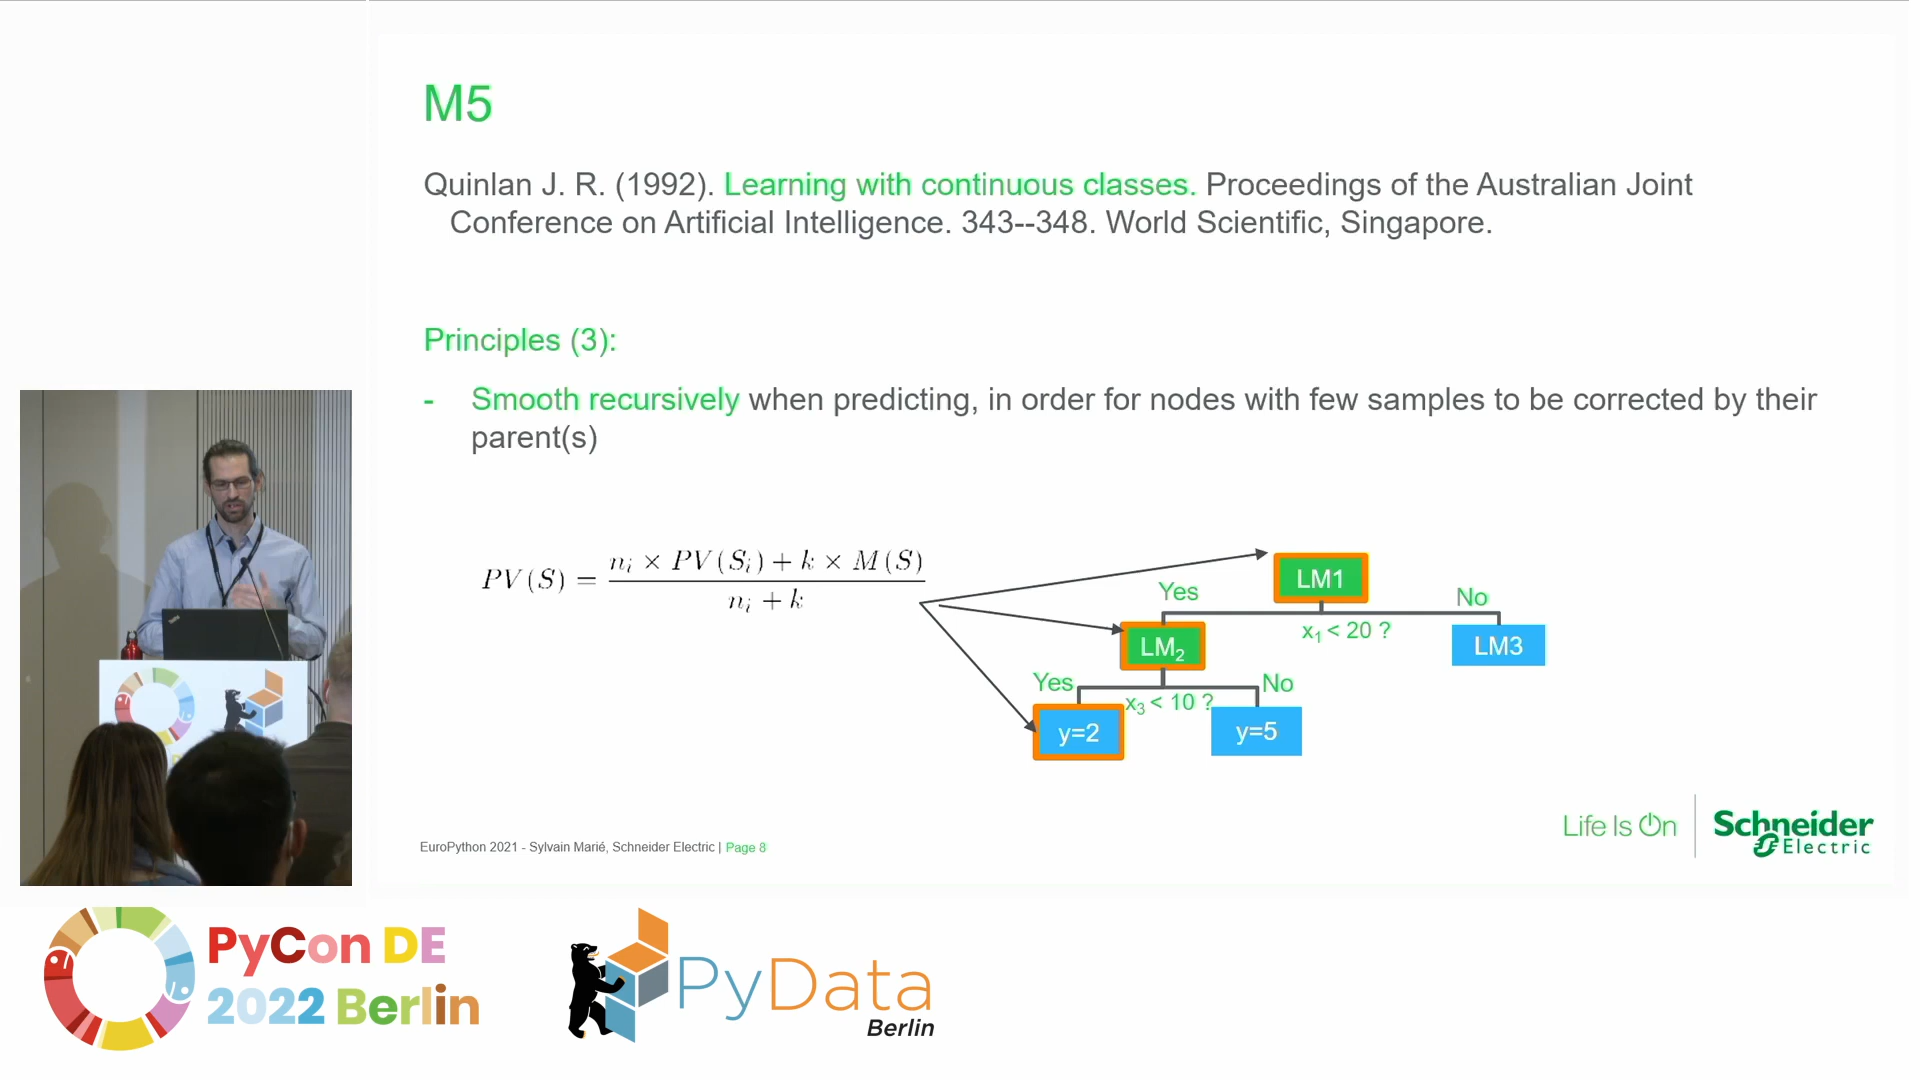 M5
Quinlan J. R. (1992). Learning with continuous classes. Proceedings of the Australian Joint
Conference on Artificial Intelligence. 343--348. World Scientific, Singapore.
Principles (3):
- Smooth recursively when predicting, in order for nodes with few samples to be corrected by their
parent(s)
PV(S) = \frac{n_i × PV(S_i) + k × M(S)}{n_i + k}
LM1
Yes
No
x₁ < 20 ?
LM₂
LM3
Yes
No
x₃ < 10 ?
y=2
y=5
EuroPython 2021 - Sylvain Marié, Schneider Electric | Page 8
Life Is On
Schneider
Electric
PyCon DE
2022 Berlin
PyData
Berlin